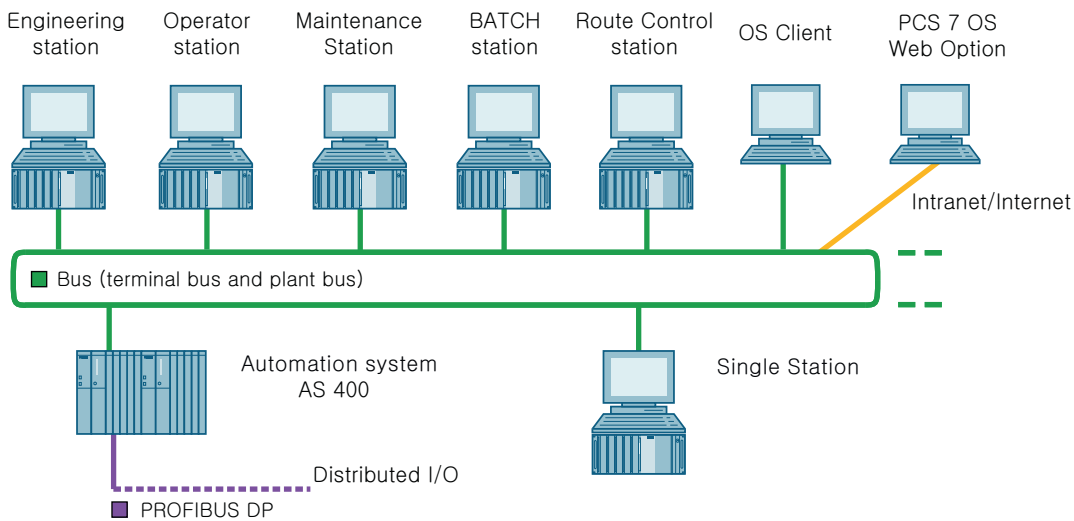 Engineering
station
Operator
station
Maintenance
Station
BATCH
station
Route Control
station
OS Client
PCS 7 OS
Web Option
Intranet/Internet
Bus (terminal bus and plant bus)
Automation system
AS 400
Single Station
Distributed I/O
PROFIBUS DP